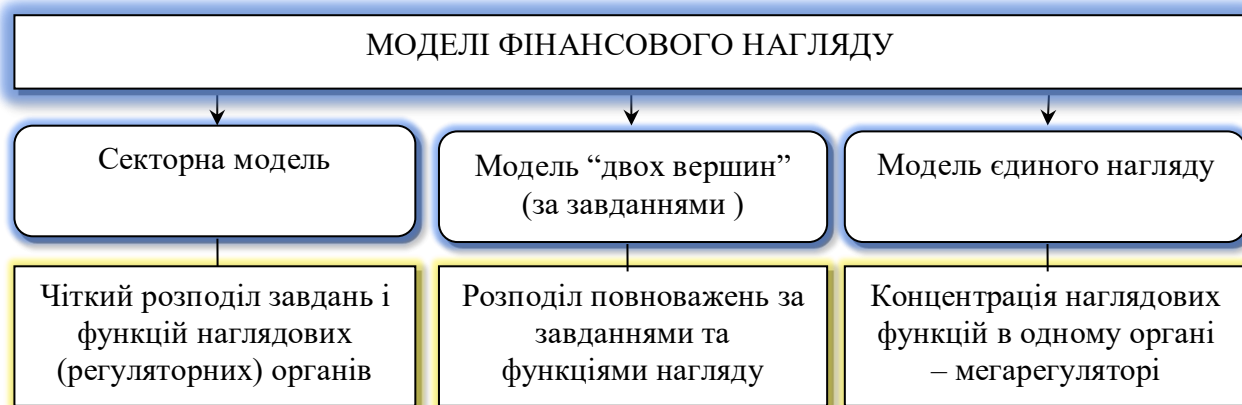 МОДЕЛІ ФІНАНСОВОГО НАГЛЯДУ
Секторна модель
Модель “двох вершин”
(за завданнями )
Модель єдиного нагляду
Чіткий розподіл завдань і
функцій наглядових
(регуляторних) органів
Розподіл повноважень за
завданнями та
функціями нагляду
Концентрація наглядових
функцій в одному органі
– мегарегуляторі